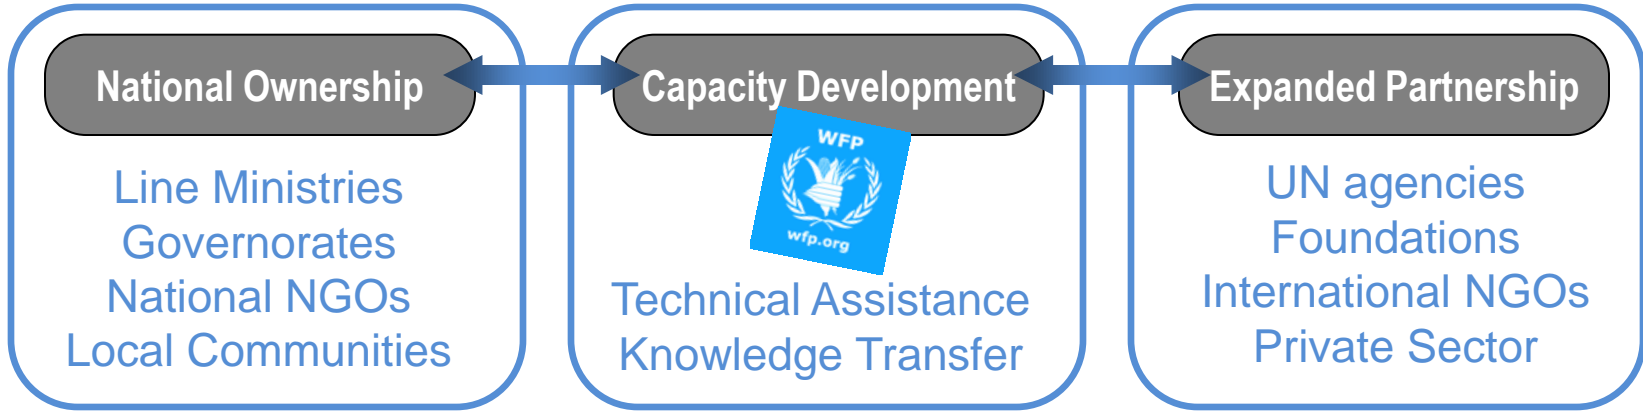 National Ownership
Line Ministries
Governorates
National NGOs
Local Communities
Capacity Development
WFP
wfp.org
Technical Assistance
Knowledge Transfer
Expanded Partnership
UN agencies
Foundations
International NGOs
Private Sector